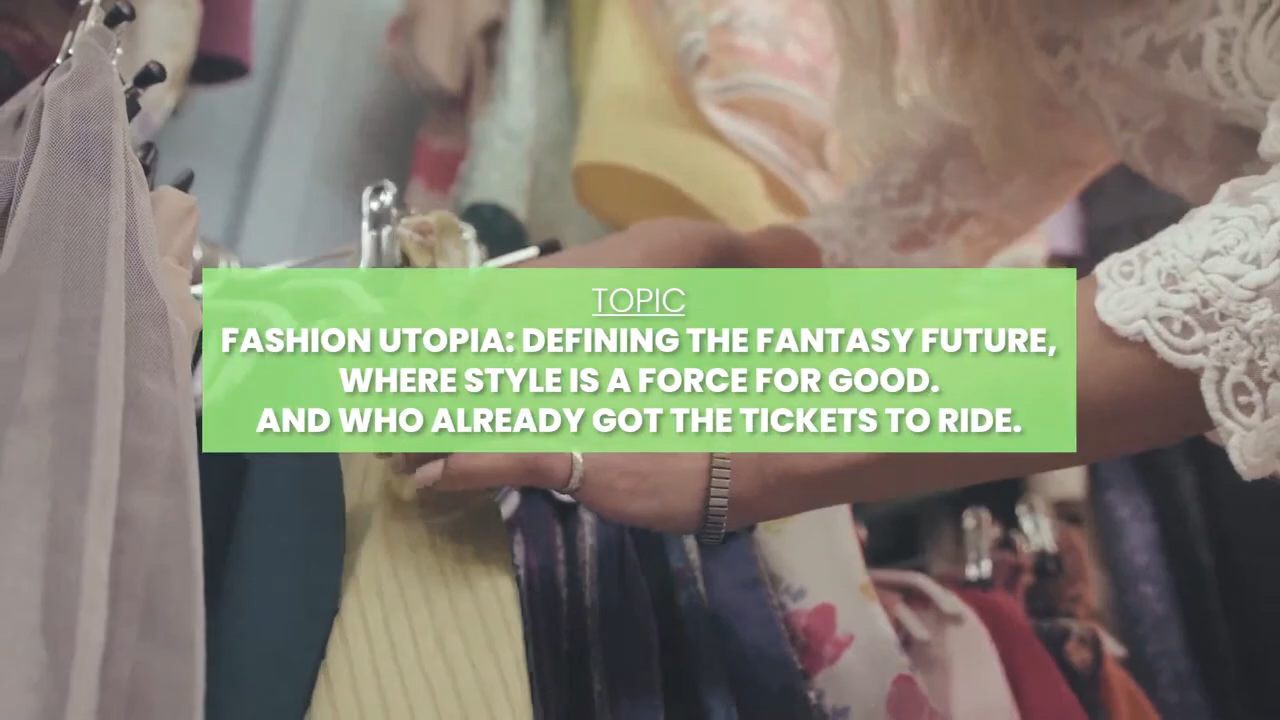 TOPIC
FASHION UTOPIA: DEFINING THE FANTASY FUTURE,
WHERE STYLE IS A FORCE FOR GOOD.
AND WHO ALREADY GOT THE TICKETS TO RIDE.